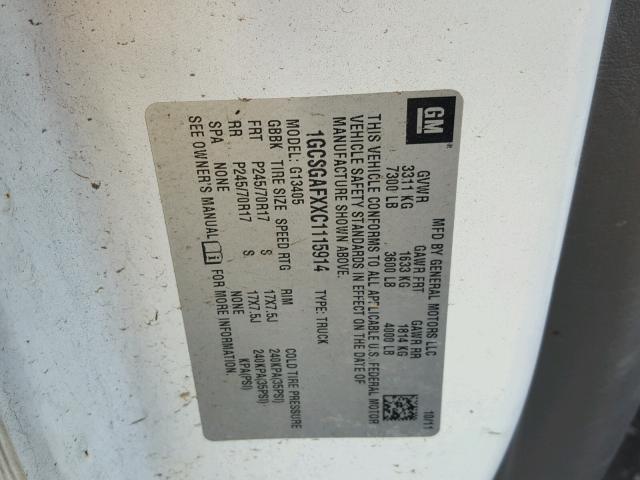 GM
MFD BY GENERAL MOTORS LLC 10/11
GVWR GAWR FRT GAWR RR
3311 KG 1633 KG 1814 KG
7300 LB 3600 LB 4000 LB
THIS VEHICLE CONFORMS TO ALL APPLICABLE U.S. FEDERAL MOTOR
VEHICLE SAFETY STANDARDS IN EFFECT ON THE DATE OF
MANUFACTURE SHOWN ABOVE.
1GCSGAFXXC1115914 TYPE: TRUCK
MODEL: G13405
GBBK TIRE SIZE SPEED RTG RIM COLD TIRE PRESSURE
FRT P245/70R17 S 17X7.5J 240KPA(35PSI)
RR P245/70R17 S 17X7.5J 240KPA(35PSI)
SPA NONE NONE KPA(PSI)
SEE OWNER'S MANUAL i FOR MORE INFORMATION.